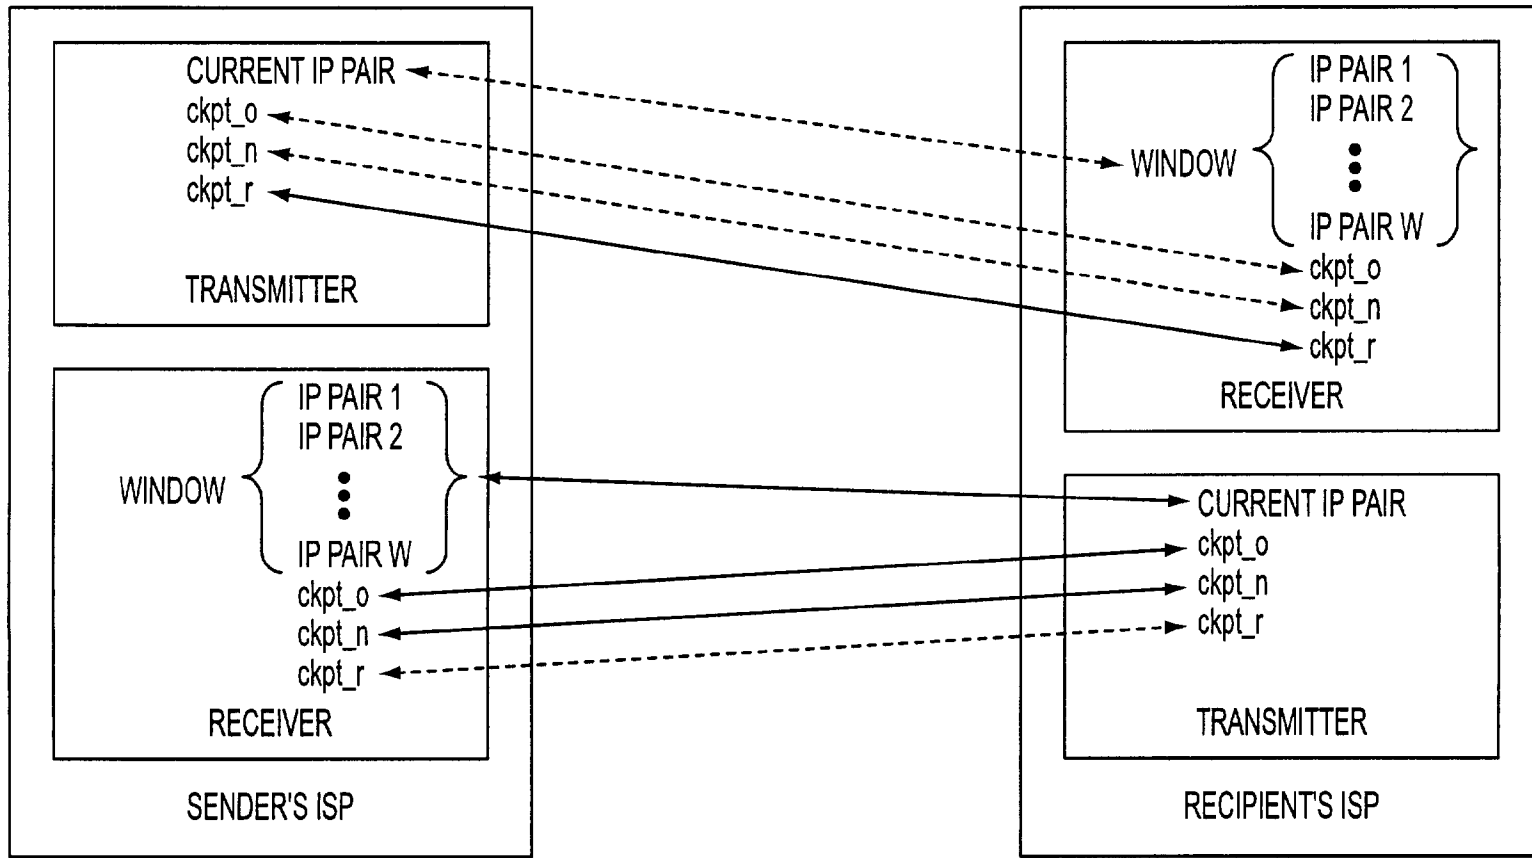 CURRENT IP PAIR
ckpt_o
ckpt_n
ckpt_r
TRANSMITTER
WINDOW
IP PAIR 1
IP PAIR 2
IP PAIR W
ckpt_o
ckpt_n
ckpt_r
RECEIVER
SENDER'S ISP
WINDOW
IP PAIR 1
IP PAIR 2
IP PAIR W
ckpt_o
ckpt_n
ckpt_r
RECEIVER
CURRENT IP PAIR
ckpt_o
ckpt_n
ckpt_r
TRANSMITTER
RECIPIENT'S ISP